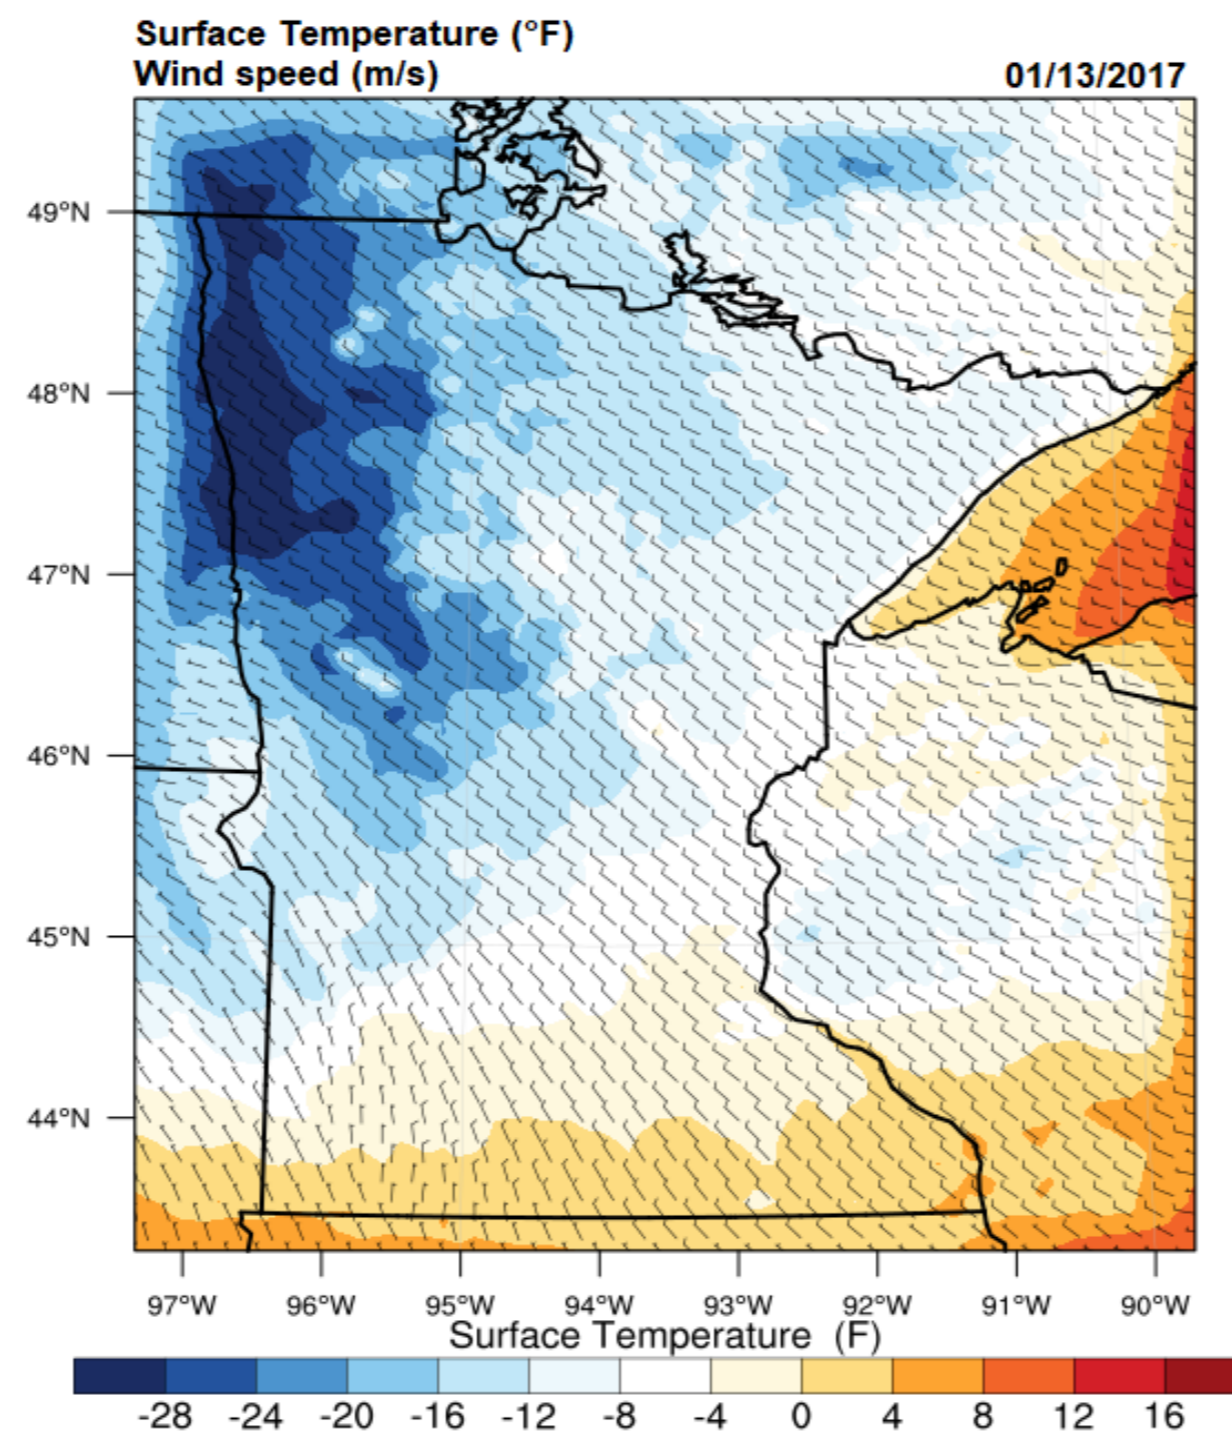 Surface Temperature (°F)
Wind speed (m/s)
01/13/2017
49°N
48°N
47°N
46°N
45°N
44°N
97°W 96°W 95°W 94°W 93°W 92°W 91°W 90°W
Surface Temperature (F)
-28 -24 -20 -16 -12 -8 -4 0 4 8 12 16